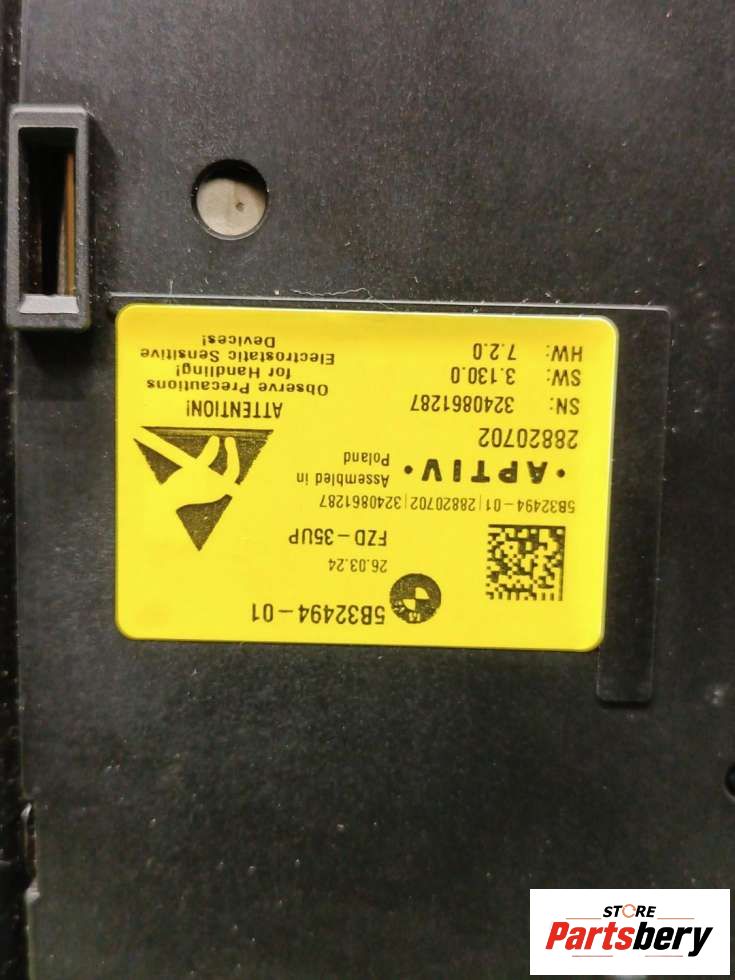 5B32494-01
26.03.24
FZD-35UP
5B32494-01|28820702|3240861287
• APTIV •
Assembled in
Poland
28820702
SN: 3240861287
SW: 3.130.0
HW: 7.2.0
ATTENTION!
Observe Precautions
for Handling!
Electrostatic Sensitive
Devices!
STORE
Partsbery